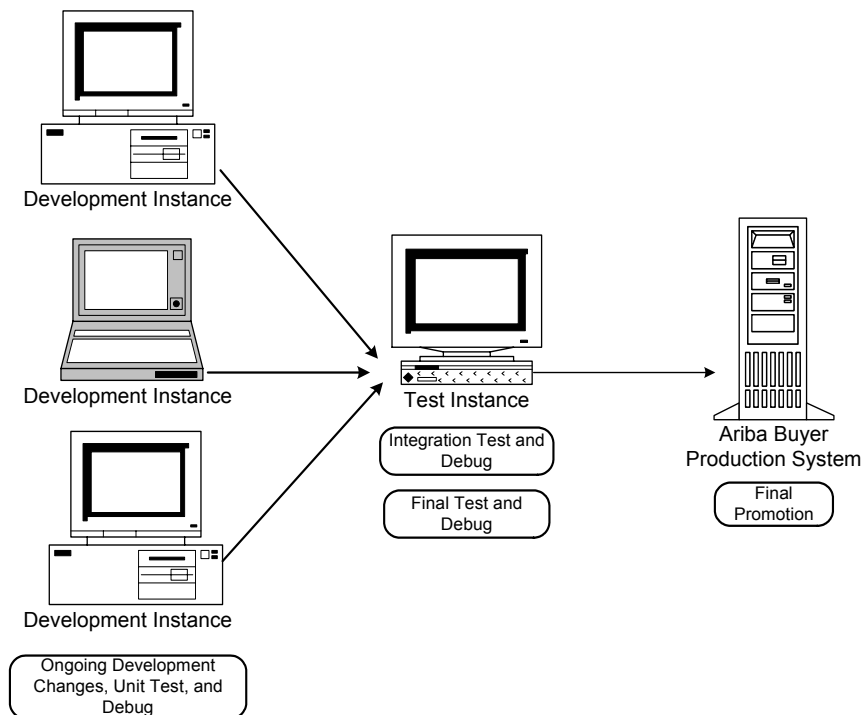 Development Instance
Development Instance
Development Instance
Ongoing Development
Changes, Unit Test, and
Debug
Test Instance
Integration Test and
Debug
Final Test and
Debug
Ariba Buyer
Production System
Final
Promotion